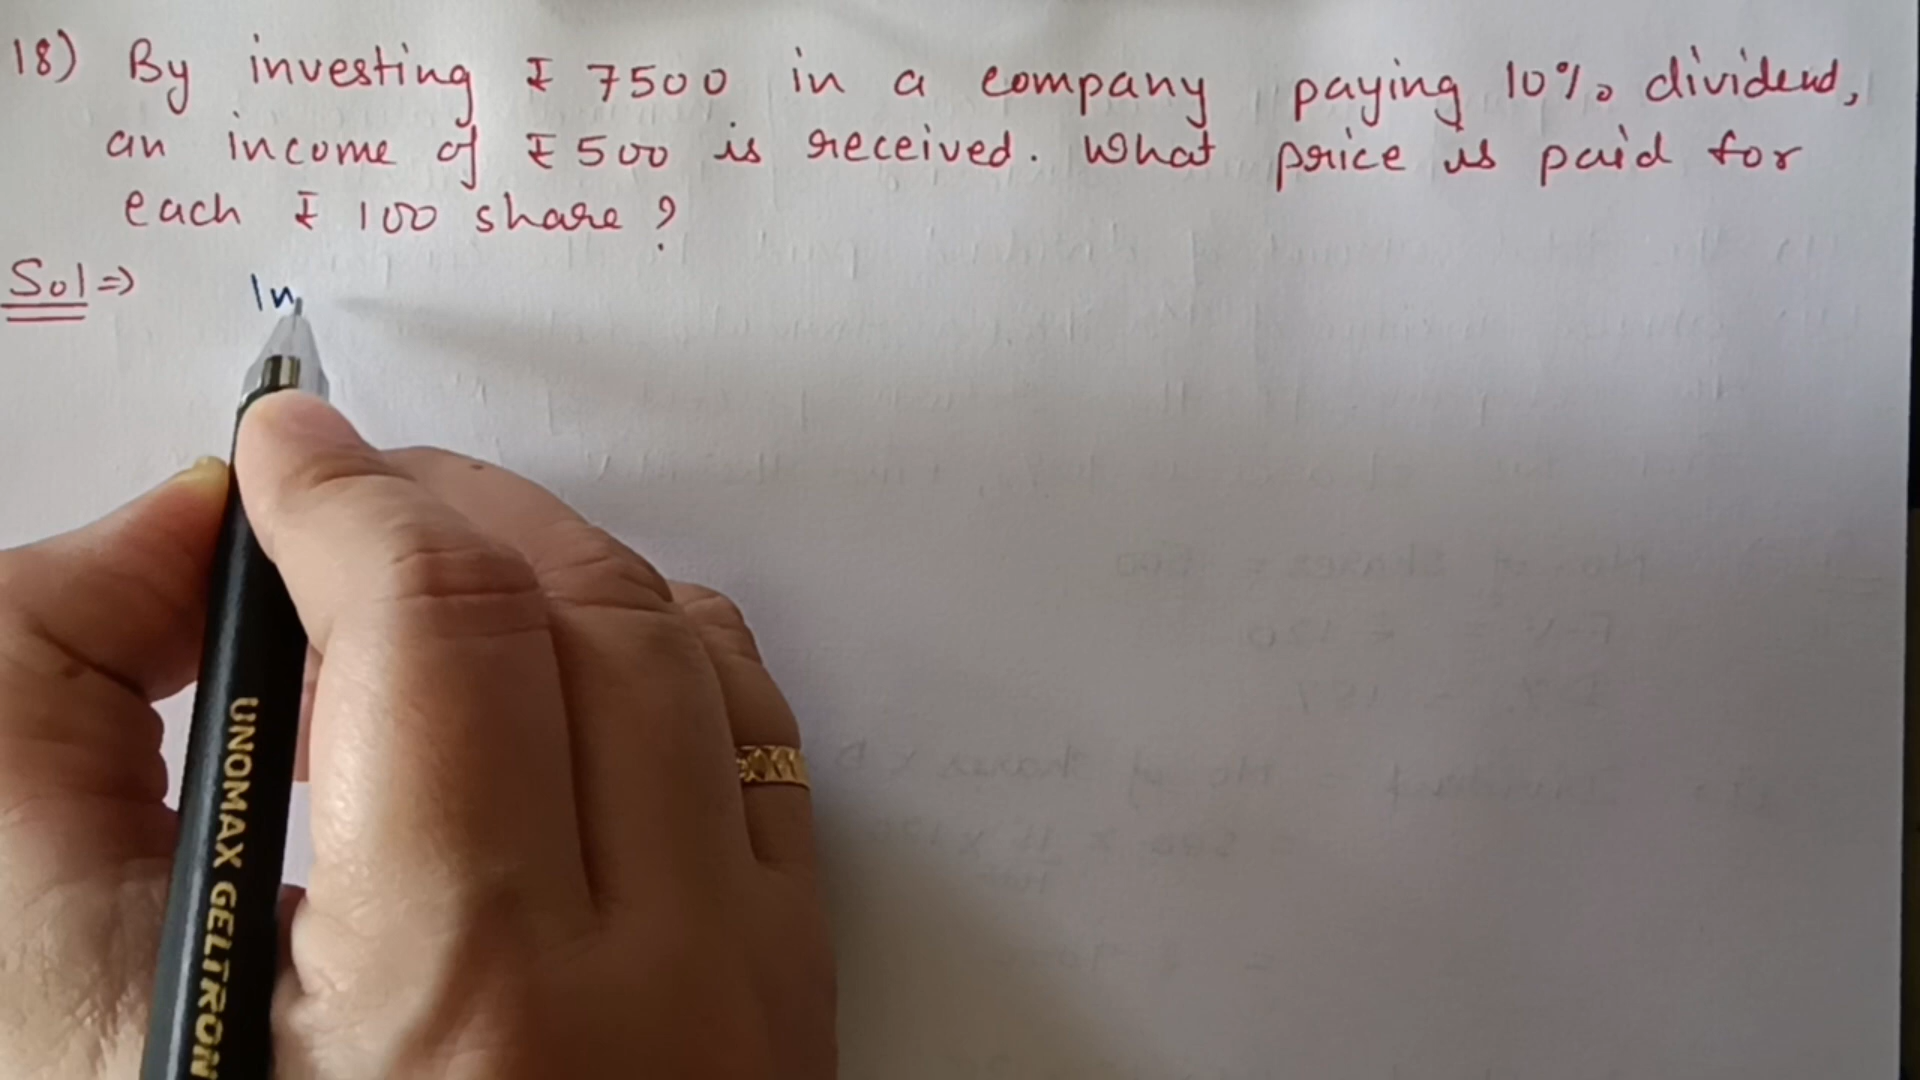 18) By investing ₹ 7500 in a company paying 10% dividend,
an income of ₹ 500 is received. What price is paid for
each ₹ 100 share ?
Sol ⇒ In
UNOMAX GELTRON